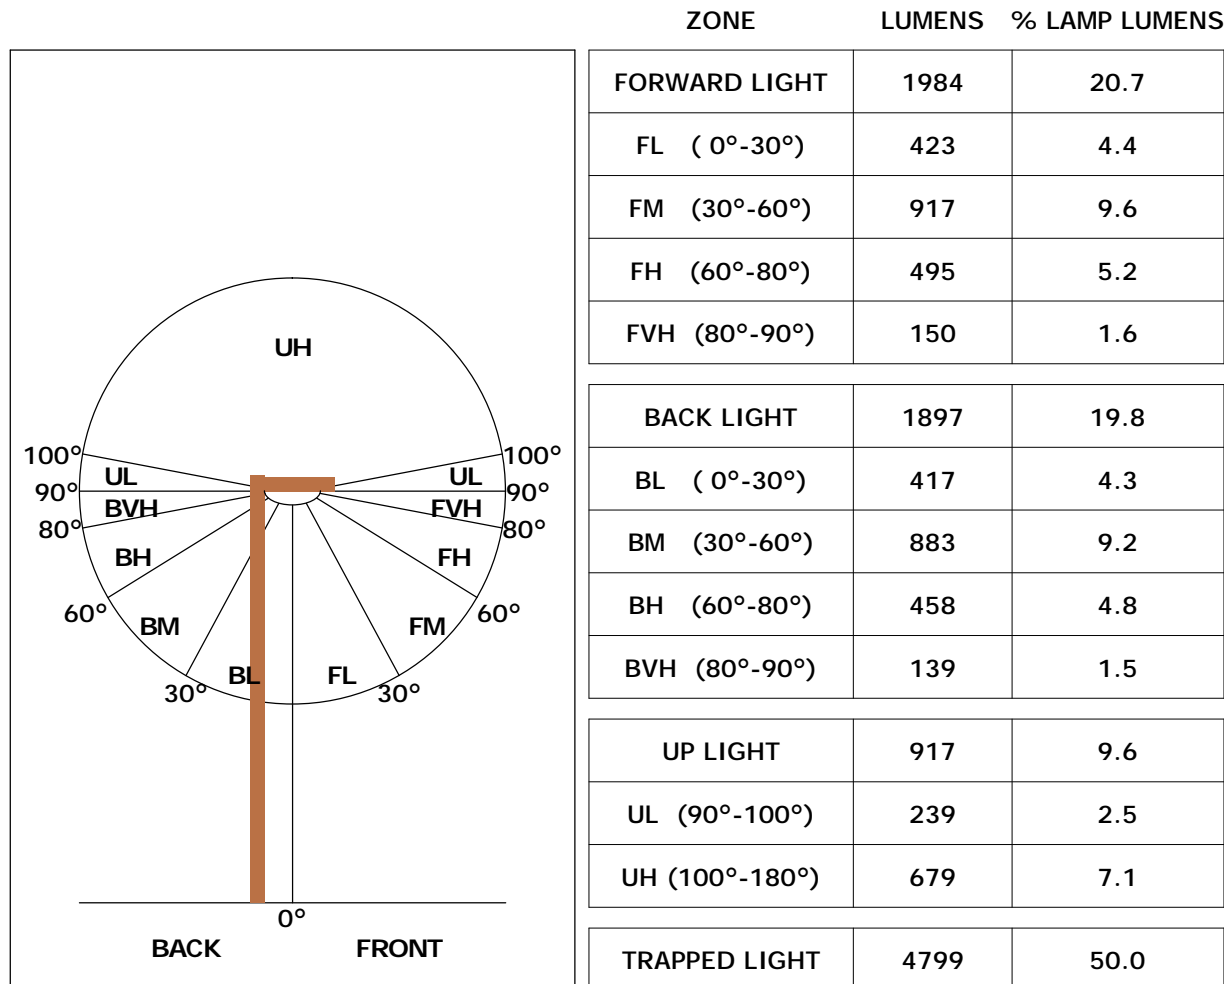 ZONE LUMENS % LAMP LUMENS
FORWARD LIGHT 1984 20.7
FL ( 0°-30°) 423 4.4
FM (30°-60°) 917 9.6
FH (60°-80°) 495 5.2
FVH (80°-90°) 150 1.6
BACK LIGHT 1897 19.8
BL ( 0°-30°) 417 4.3
BM (30°-60°) 883 9.2
BH (60°-80°) 458 4.8
BVH (80°-90°) 139 1.5
UP LIGHT 917 9.6
UL (90°-100°) 239 2.5
UH (100°-180°) 679 7.1
TRAPPED LIGHT 4799 50.0
UH
100° 100°
UL UL
90° 90°
BVH FVH
80° 80°
BH FH
60° 60°
BM FM
BL FL
30° 30°
0°
BACK FRONT